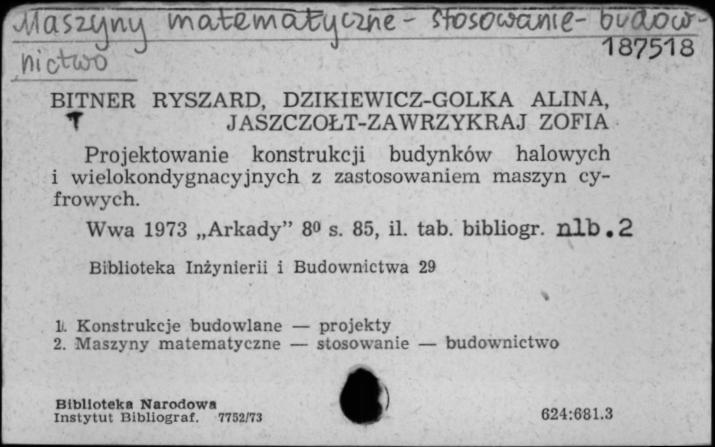 Maszyny matematyczne - stosowanie - budow-
nictwo
187518
BITNER RYSZARD, DZIKIEWICZ-GOLKA ALINA,
T JASZCZOŁT-ZAWRZYKRAJ ZOFIA
Projektowanie konstrukcji budynków halowych
i wielokondygnacyjnych z zastosowaniem maszyn cy-
frowych.
Wwa 1973 „Arkady” 8⁰ s. 85, il. tab. bibliogr. nlb.2
Biblioteka Inżynierii i Budownictwa 29
1. Konstrukcje budowlane — projekty
2. Maszyny matematyczne — stosowanie — budownictwo
Biblioteka Narodowa
Instytut Bibliograf. 7752/73
624:681.3